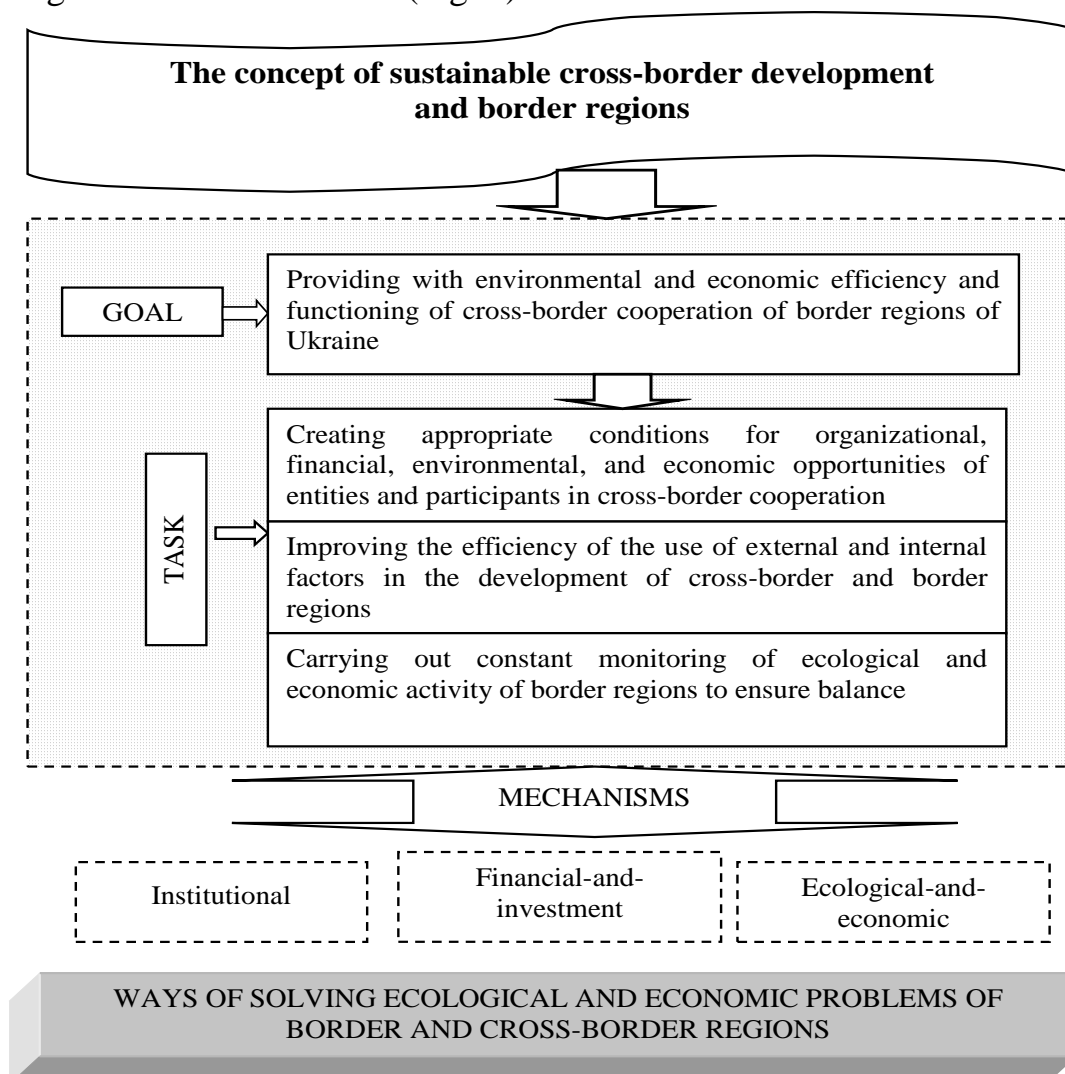 The concept of sustainable cross-border development
and border regions
GOAL
Providing with environmental and economic efficiency and
functioning of cross-border cooperation of border regions of
Ukraine
TASK
Creating appropriate conditions for organizational,
financial, environmental, and economic opportunities of
entities and participants in cross-border cooperation
Improving the efficiency of the use of external and internal
factors in the development of cross-border and border
regions
Carrying out constant monitoring of ecological and
economic activity of border regions to ensure balance
MECHANISMS
Institutional
Financial-and-
investment
Ecological-and-
economic
WAYS OF SOLVING ECOLOGICAL AND ECONOMIC PROBLEMS OF
BORDER AND CROSS-BORDER REGIONS